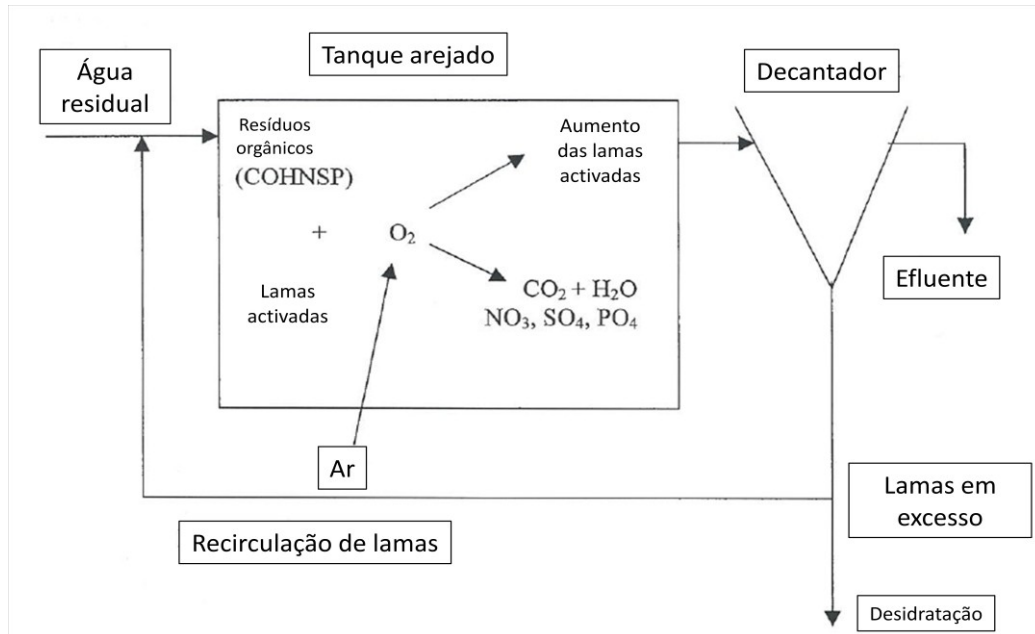 Tanque arejado
Água
residual
Decantador
Resíduos
orgânicos
(COHNSP)
Aumento
das lamas
activadas
+
O₂
Lamas
activadas
CO₂ + H₂O
NO₃, SO₄, PO₄
Efluente
Ar
Lamas em
excesso
Recirculação de lamas
Desidratação